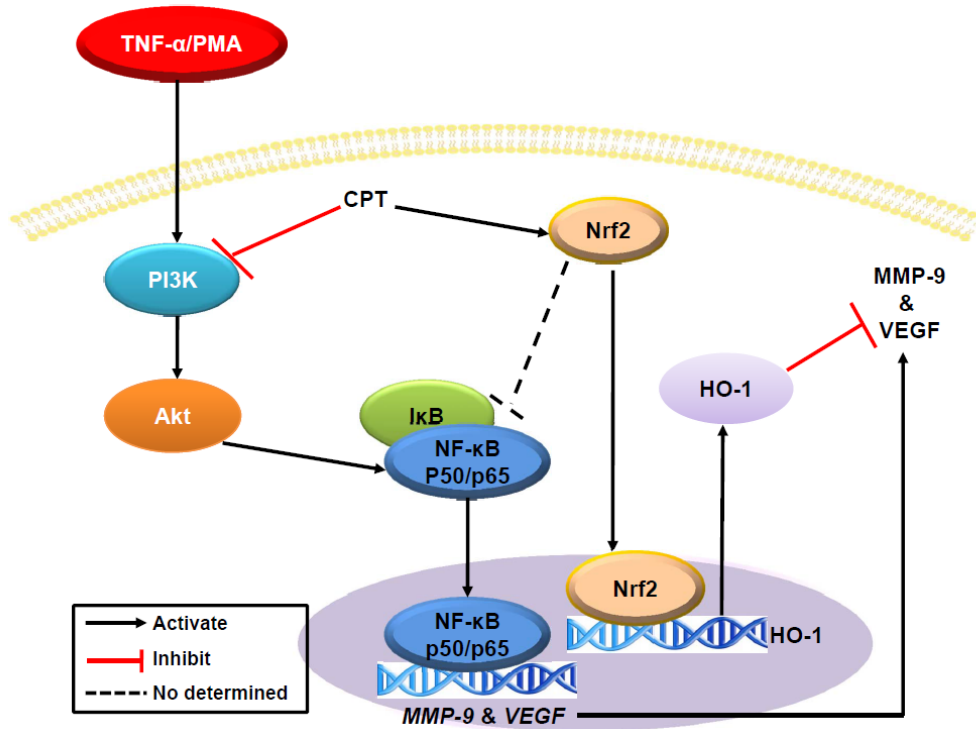 TNF-α/PMA
CPT
Nrf2
PI3K
MMP-9
&
VEGF
HO-1
Akt
IκB
NF-κB
P50/p65
Nrf2
HO-1
NF-κB
p50/p65
MMP-9 & VEGF
Activate
Inhibit
No determined